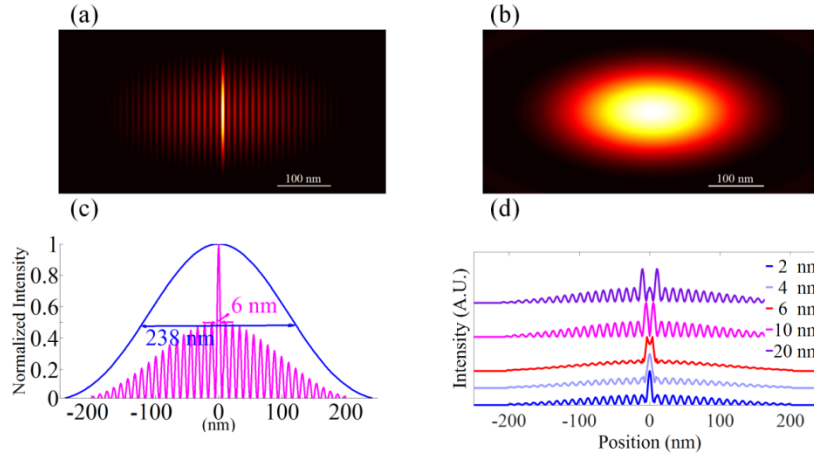 (a)
(b)
100 nm
100 nm
(c)
(d)
Normalized Intensity
1
0.8
0.6
0.4
0.2
0
6 nm
238 nm
-200 -100 0 100 200
(nm)
Intensity (A.U.)
2 nm
4 nm
6 nm
10 nm
20 nm
-200 -100 0 100 200
Position (nm)